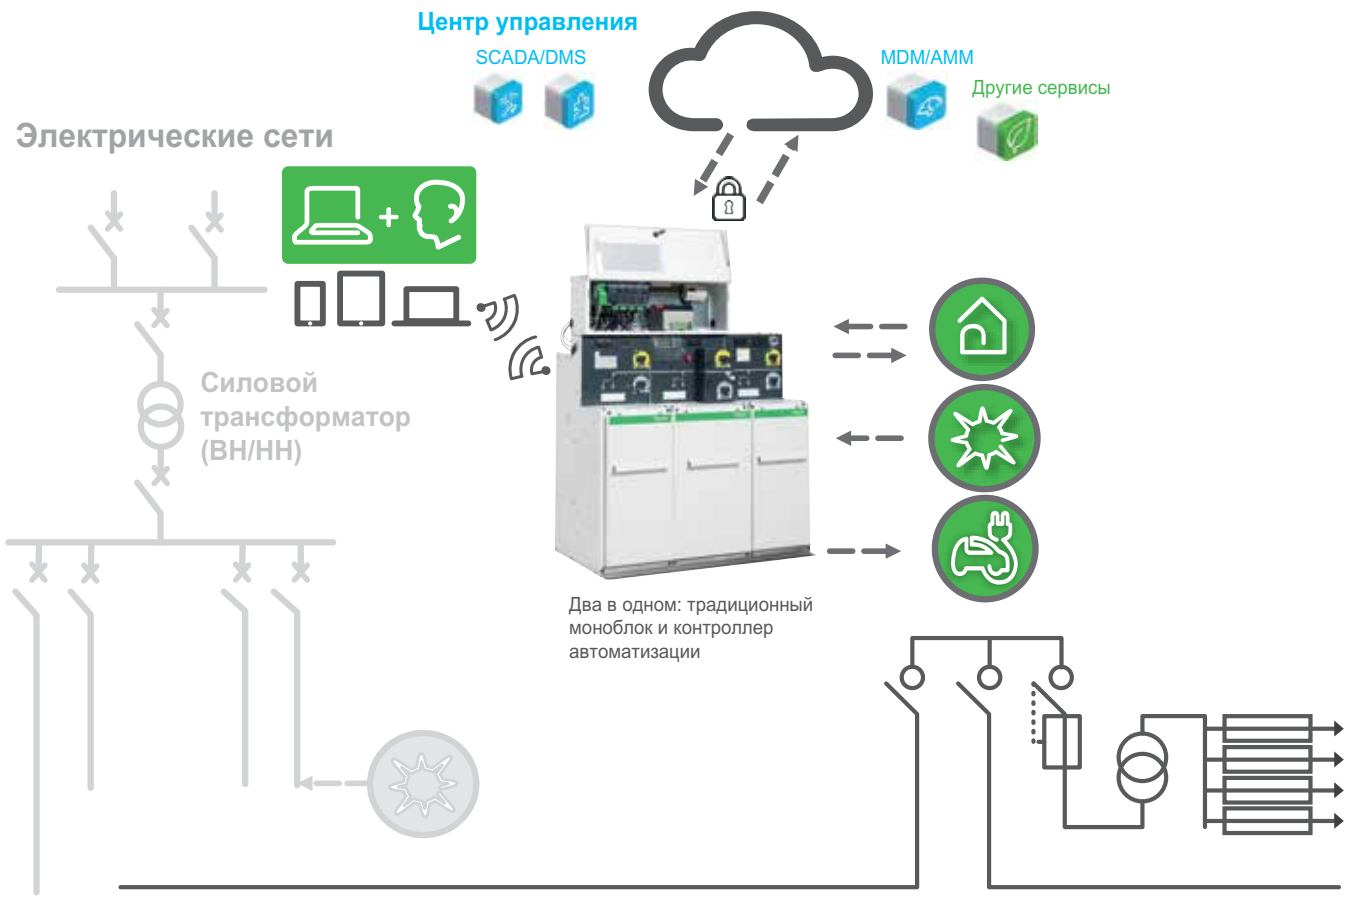 Центр управления
SCADA/DMS
MDM/AMM
Другие сервисы
Электрические сети
Силовой
трансформатор
(ВН/НН)
Два в одном: традиционный
моноблок и контроллер
автоматизации